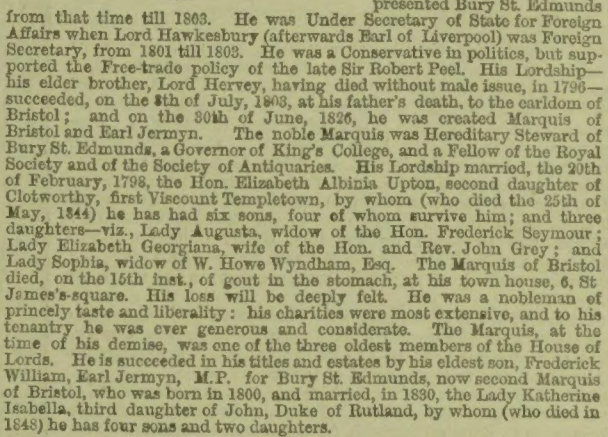 presented Bury St. Edmunds
from that time till 1803. He was Under Secretary of State for Foreign
Affairs when Lord Hawkesbury (afterwards Earl of Liverpool) was Foreign
Secretary, from 1801 till 1803. He was a Conservative in politics, but sup-
ported the Free-trade policy of the late Sir Robert Peel. His Lordship—
his elder brother, Lord Hervey, having died without male issue, in 1796—
succeeded, on the 8th of July, 1803, at his father's death, to the earldom of
Bristol; and on the 30th of June, 1826, he was created Marquis of
Bristol and Earl Jermyn. The noble Marquis was Hereditary Steward of
Bury St. Edmunds, a Governor of King's College, and a Fellow of the Royal
Society and of the Society of Antiquaries. His Lordship married, the 20th
of February, 1798, the Hon. Elizabeth Albinia Upton, second daughter of
Clotworthy, first Viscount Templetown, by whom (who died the 25th of
May, 1844) he has had six sons, four of whom survive him; and three
daughters—viz., Lady Augusta, widow of the Hon. Frederick Seymour;
Lady Elizabeth Georgiana, wife of the Hon. and Rev. John Grey; and
Lady Sophia, widow of W. Howe Wyndham, Esq. The Marquis of Bristol
died, on the 15th inst., of gout in the stomach, at his town house, 6, St
James's-square. His loss will be deeply felt. He was a nobleman of
princely taste and liberality: his charities were most extensive, and to his
tenantry he was ever generous and considerate. The Marquis, at the
time of his demise, was one of the three oldest members of the House of
Lords. He is succeeded in his titles and estates by his eldest son, Frederick
William, Earl Jermyn, M.P. for Bury St. Edmunds, now second Marquis
of Bristol, who was born in 1800, and married, in 1830, the Lady Katherine
Isabella, third daughter of John, Duke of Rutland, by whom (who died in
1848) he has four sons and two daughters.